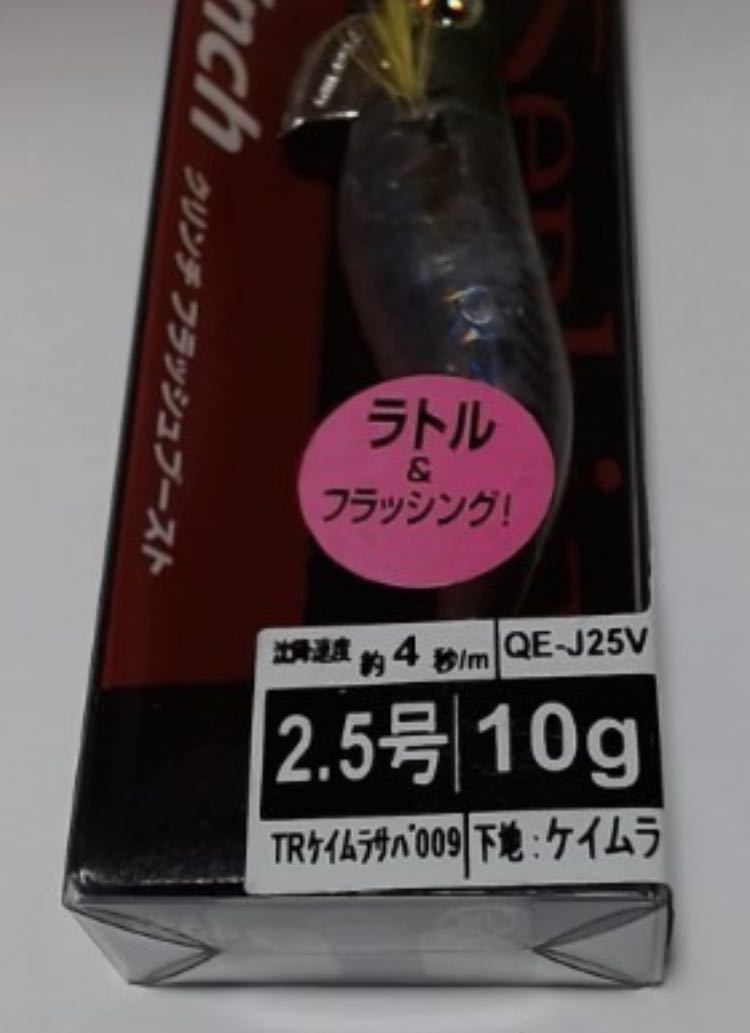 inch
クリンチ フラッシュブースト
ラトル
&
フラッシング!
沈降速度 約4 秒/m QE-J25V
2.5号 10g
TRケイムラサバ009 下地:ケイムラ